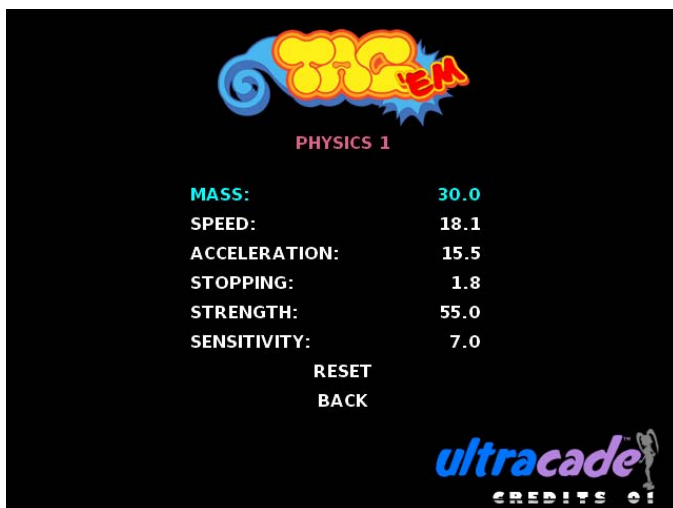 TAG 'EM
PHYSICS 1
MASS: 30.0
SPEED: 18.1
ACCELERATION: 15.5
STOPPING: 1.8
STRENGTH: 55.0
SENSITIVITY: 7.0
RESET
BACK
ultracade™
CREDITS 01